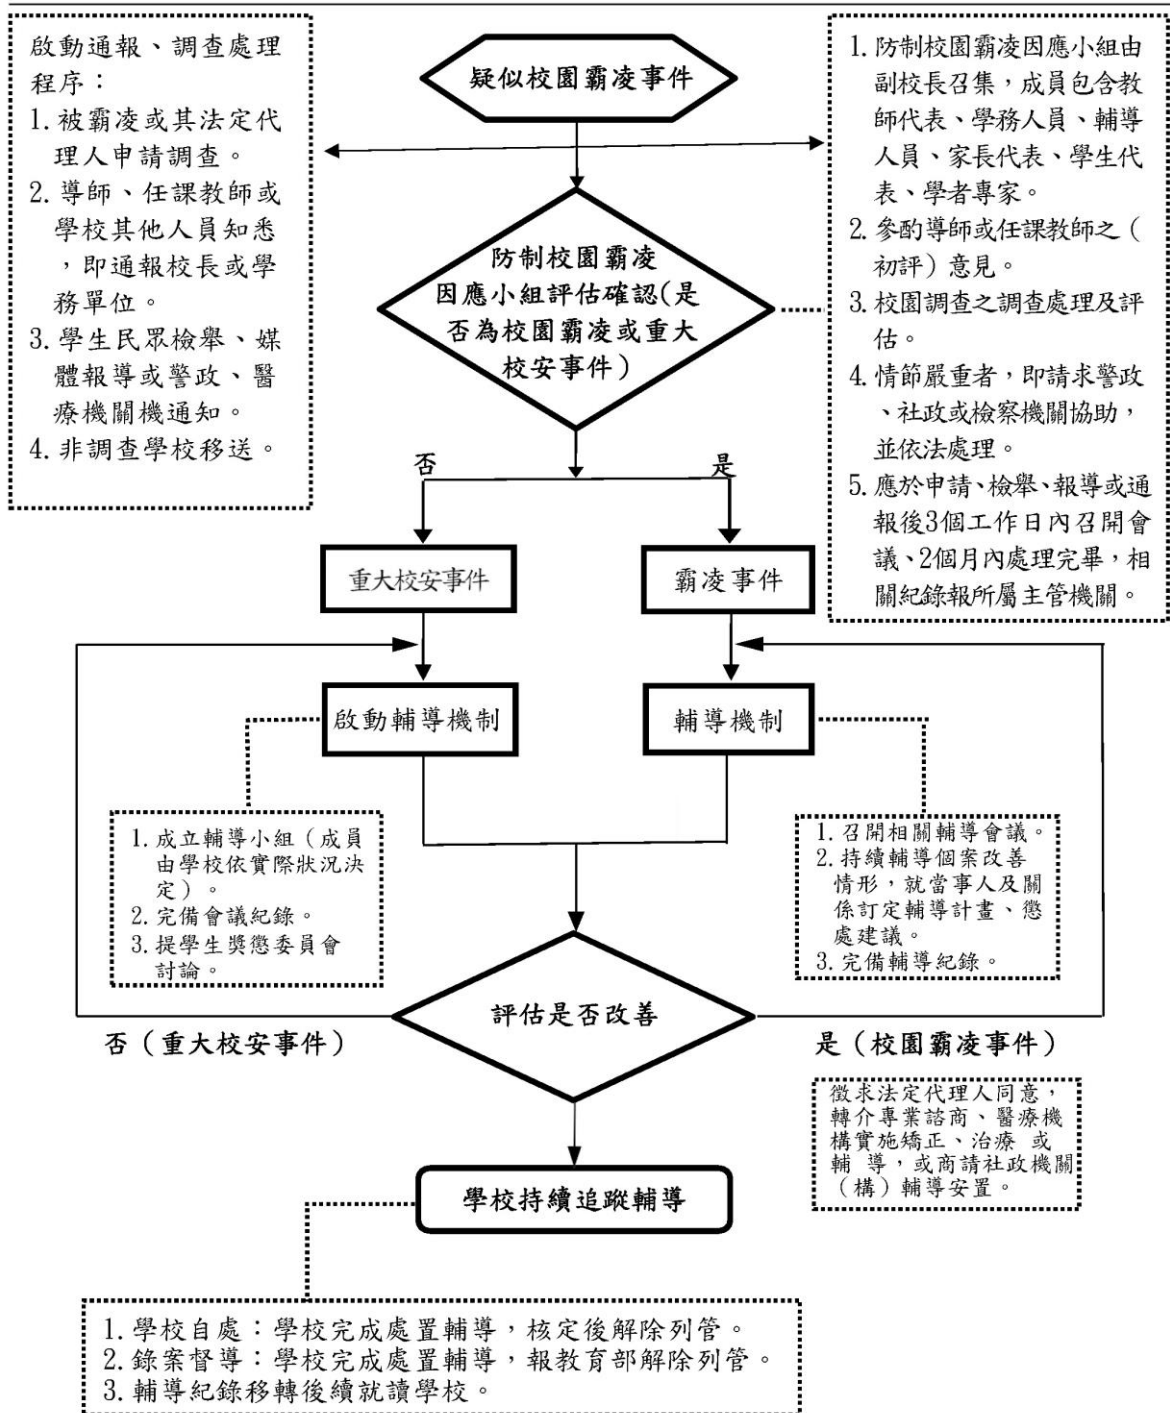 啟動通報、調查處理
程序：
1. 被霸凌或其法定代
理人申請調查。
2. 導師、任課教師或
學校其他人員知悉
，即通報校長或學
務單位。
3. 學生民眾檢舉、媒
體報導或警政、醫
療機關機通知。
4. 非調查學校移送。
疑似校園霸凌事件
1. 防制校園霸凌因應小組由
副校長召集，成員包含教
師代表、學務人員、輔導
人員、家長代表、學生代
表、學者專家。
2. 參酌導師或任課教師之（
初評）意見。
3. 校園調查之調查處理及評
估。
4. 情節嚴重者，即請求警政
、社政或檢察機關協助，
並依法處理。
5. 應於申請、檢舉、報導或通
報後3個工作日內召開會
議、2個月內處理完畢，相
關紀錄報所屬主管機關。
防制校園霸凌
因應小組評估確認(是
否為校園霸凌或重大
校安事件)
否
是
重大校安事件
霸凌事件
啟動輔導機制
輔導機制
1. 成立輔導小組（成員
由學校依實際狀況決
定）。
2. 完備會議紀錄。
3. 提學生獎懲委員會
討論。
1. 召開相關輔導會議。
2. 持續輔導個案改善
情形，就當事人及關
係訂定輔導計畫、懲
處建議。
3. 完備輔導紀錄。
評估是否改善
否（重大校安事件）
是（校園霸凌事件）
徵求法定代理人同意，
轉介專業諮商、醫療機
構實施矯正、治療 或
輔 導，或商請社政機關
（構）輔導安置。
學校持續追蹤輔導
1. 學校自處：學校完成處置輔導，核定後解除列管。
2. 錄案督導：學校完成處置輔導，報教育部解除列管。
3. 輔導紀錄移轉後續就讀學校。